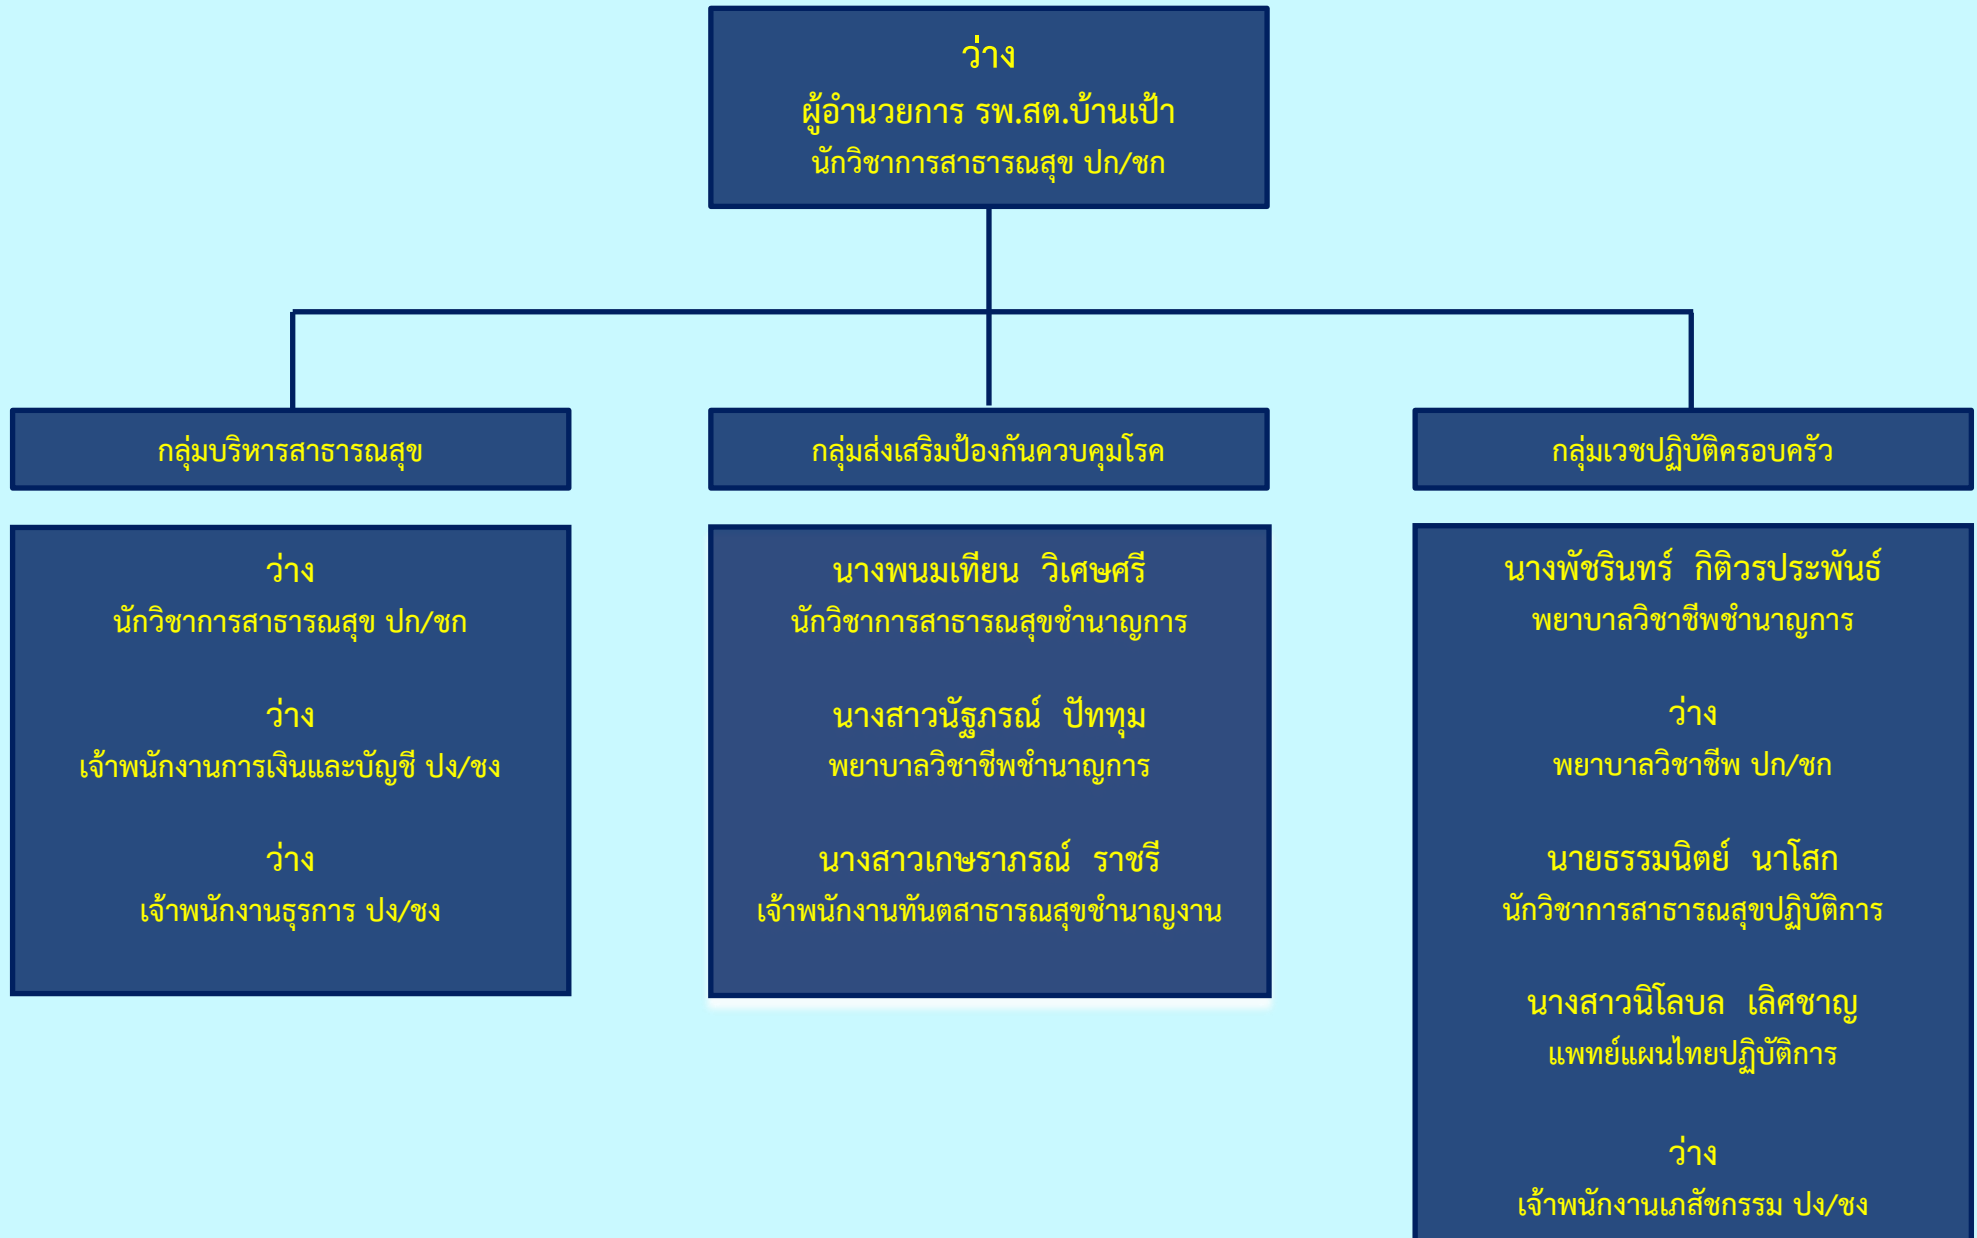 ว่าง
ผู้อำนวยการ รพ.สต.บ้านเป้า
นักวิชาการสาธารณสุข ปก/ชก
กลุ่มบริหารสาธารณสุข
ว่าง
นักวิชาการสาธารณสุข ปก/ชก
ว่าง
เจ้าพนักงานการเงินและบัญชี ปง/ชง
ว่าง
เจ้าพนักงานธุรการ ปง/ชง
กลุ่มส่งเสริมป้องกันควบคุมโรค
นางพนมเทียน วิเศษศรี
นักวิชาการสาธารณสุขชำนาญการ
นางสาวนัฐภรณ์ ปัททุม
พยาบาลวิชาชีพชำนาญการ
นางสาวเกษราภรณ์ ราชรี
เจ้าพนักงานทันตสาธารณสุขชำนาญงาน
กลุ่มเวชปฏิบัติครอบครัว
นางพัชรินทร์ กิติวรประพันธ์
พยาบาลวิชาชีพชำนาญการ
ว่าง
พยาบาลวิชาชีพ ปก/ชก
นายธรรมนิตย์ นาโสก
นักวิชาการสาธารณสุขปฏิบัติการ
นางสาวนิโลบล เลิศชาญ
แพทย์แผนไทยปฏิบัติการ
ว่าง
เจ้าพนักงานเภสัชกรรม ปง/ชง